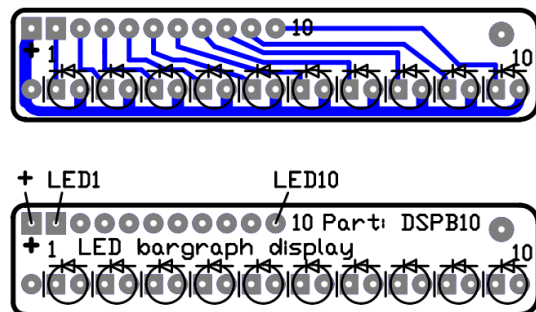 10
+ 1 10
+ LED1 LED10
10 Part: DSPB10
+ 1 LED bargraph display 10